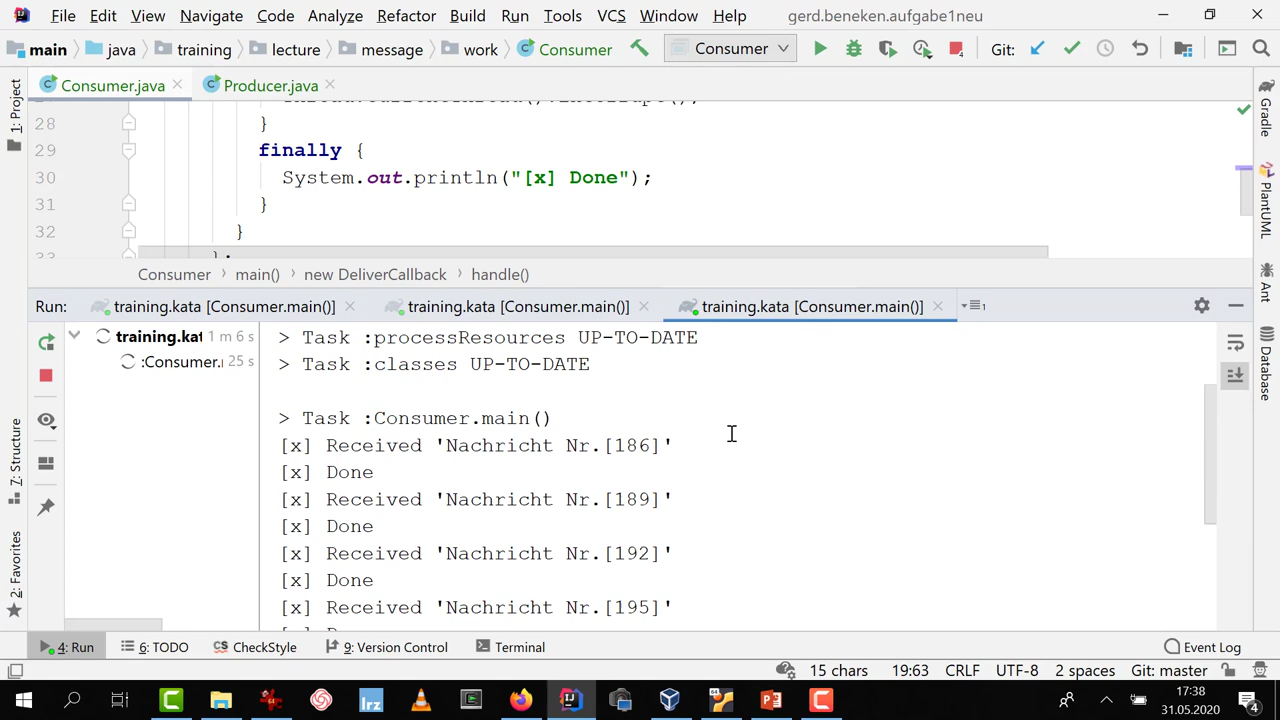 File Edit View Navigate Code Analyze Refactor Build Run Tools VCS Window Help gerd.beneken.aufgabe1neu
main java training lecture message work Consumer Consumer Git:
Consumer.java Producer.java
1: Project
28 }
29 finally {
30 System.out.println("[x] Done");
31 }
32 }
33 };
Consumer main() new DeliverCallback handle()
Run: training.kata [Consumer.main()] training.kata [Consumer.main()] training.kata [Consumer.main()] 1
training.kat 1 m 6 s
:Consumer. 25 s
> Task :processResources UP-TO-DATE
> Task :classes UP-TO-DATE
> Task :Consumer.main()
[x] Received 'Nachricht Nr.[186]'
[x] Done
[x] Received 'Nachricht Nr.[189]'
[x] Done
[x] Received 'Nachricht Nr.[192]'
[x] Done
[x] Received 'Nachricht Nr.[195]'
7: Structure
2: Favorites
Gradle
PlantUML
Ant
Database
4: Run 6: TODO CheckStyle 9: Version Control Terminal Event Log
15 chars 19:63 CRLF UTF-8 2 spaces Git: master
lrz 17:38
31.05.2020 4